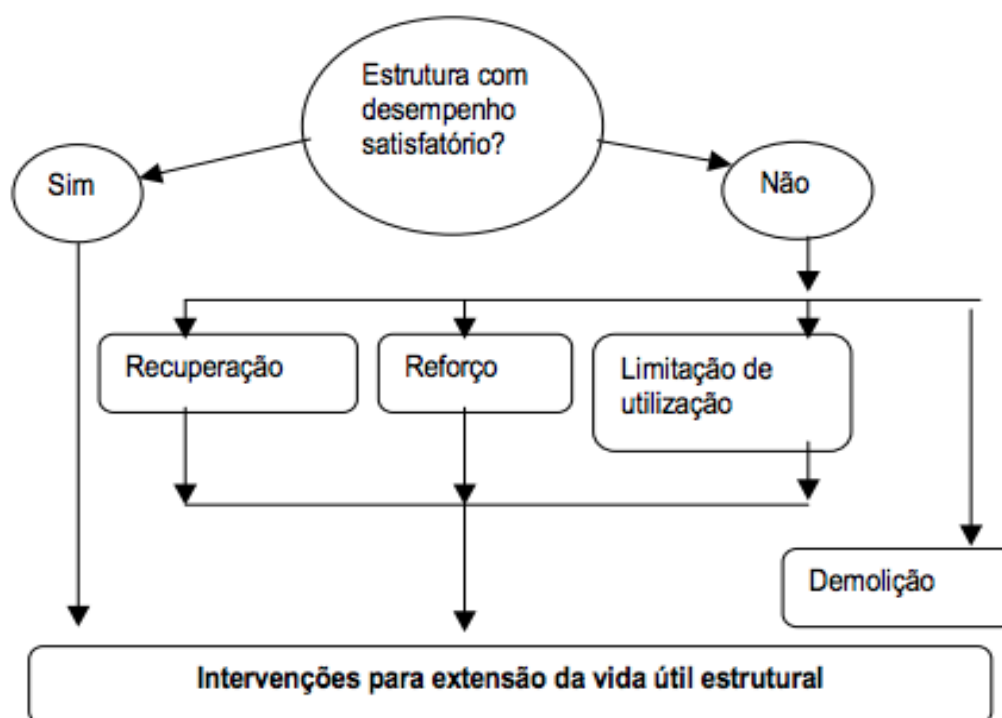 Estrutura com
desempenho
satisfatório?
Sim
Não
Recuperação
Reforço
Limitação de
utilização
Demolição
Intervenções para extensão da vida útil estrutural